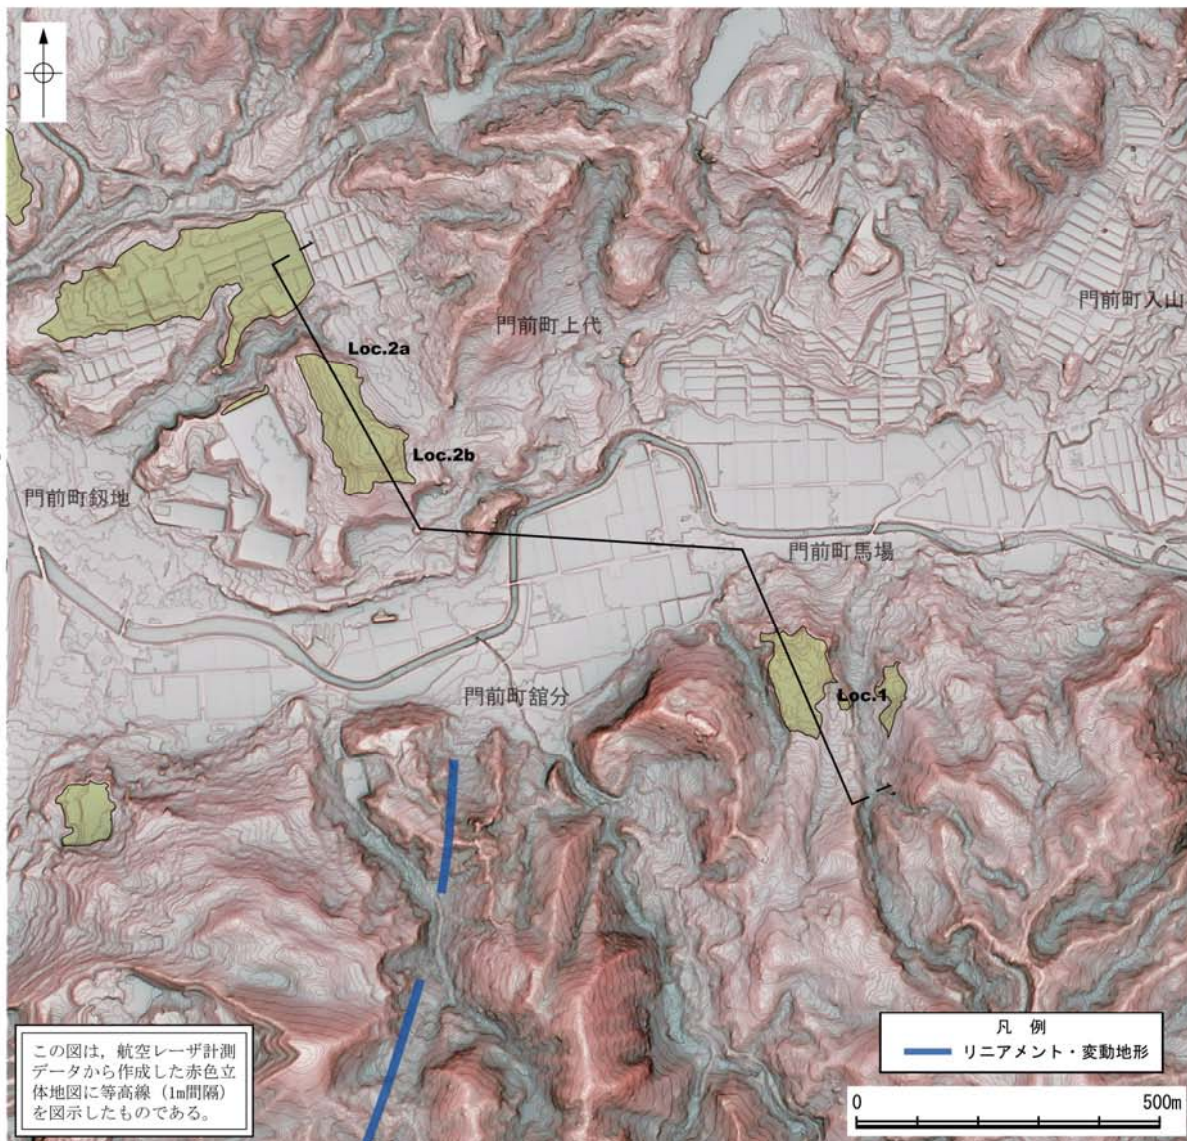 門前町入山
門前町上代
Loc.2a
Loc.2b
門前町釼地
門前町馬場
門前町舘分
Loc.1
この図は，航空レーザ計測
データから作成した赤色立
体地図に等高線（1m間隔）
を図示したものである。
凡 例
リニアメント・変動地形
0 500m